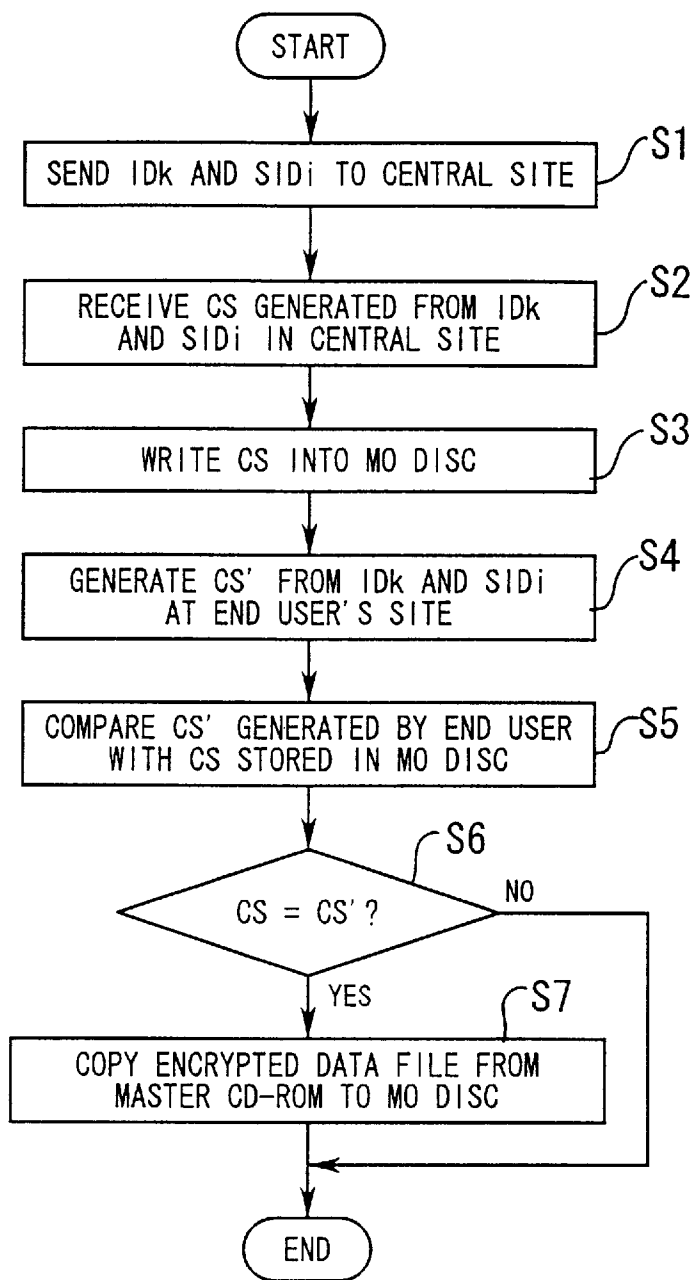 START
S1
SEND IDk AND SIDi TO CENTRAL SITE
S2
RECEIVE CS GENERATED FROM IDk
AND SIDi IN CENTRAL SITE
S3
WRITE CS INTO MO DISC
S4
GENERATE CS' FROM IDk AND SIDi
AT END USER'S SITE
S5
COMPARE CS' GENERATED BY END USER
WITH CS STORED IN MO DISC
S6
CS = CS'?
NO
YES
S7
COPY ENCRYPTED DATA FILE FROM
MASTER CD-ROM TO MO DISC
END